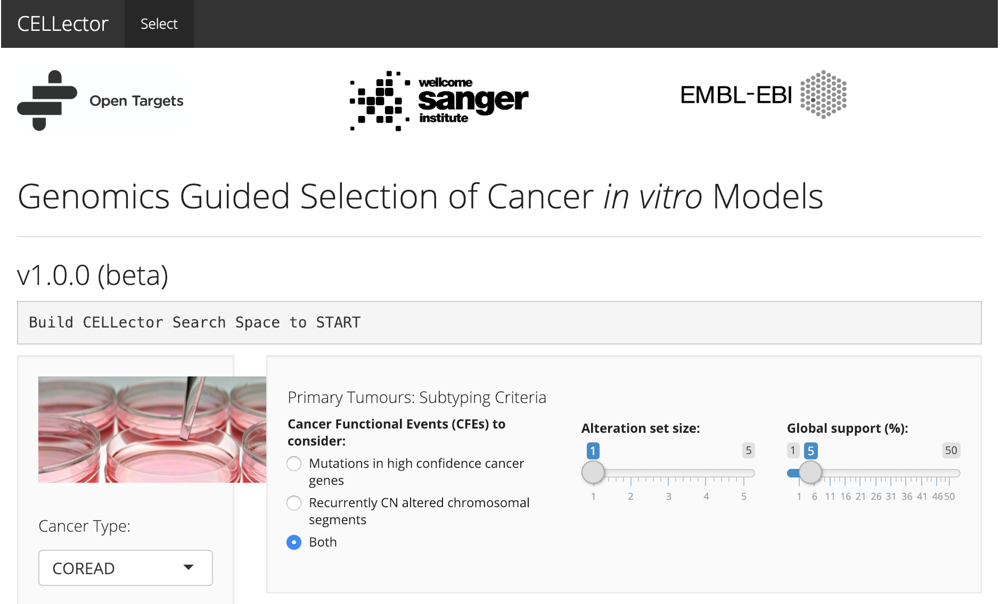 CELLector Select
Open Targets
wellcome
sanger
institute
EMBL-EBI
Genomics Guided Selection of Cancer in vitro Models
v1.0.0 (beta)
Build CELLector Search Space to START
Cancer Type:
COREAD
Primary Tumours: Subtyping Criteria
Cancer Functional Events (CFEs) to
consider:
Mutations in high confidence cancer
genes
Recurrently CN altered chromosomal
segments
Both
Alteration set size:
1 5
1 2 3 4 5
Global support (%):
1 5 50
1 6 11 16 21 26 31 36 41 46 50